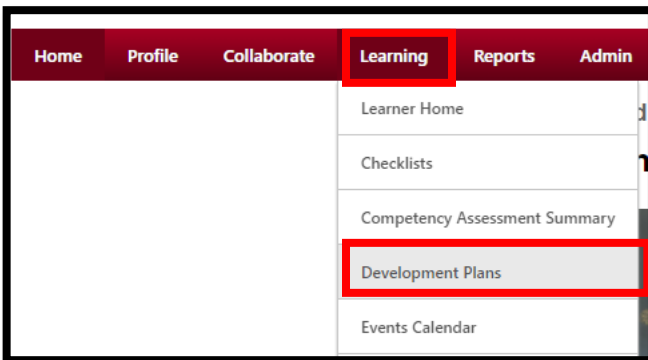 Home Profile Collaborate Learning Reports Admin
Learner Home
Checklists
Competency Assessment Summary
Development Plans
Events Calendar